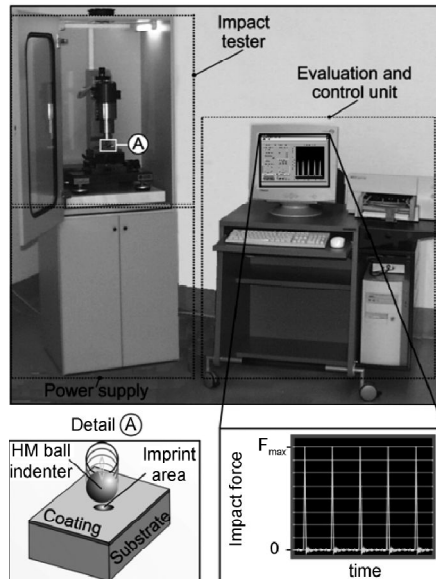 Impact
tester
Evaluation and
control unit
A
Power supply
Detail A
HM ball
indenter
Imprint
area
Coating
Substrate
Impact force
Fmax
0
time